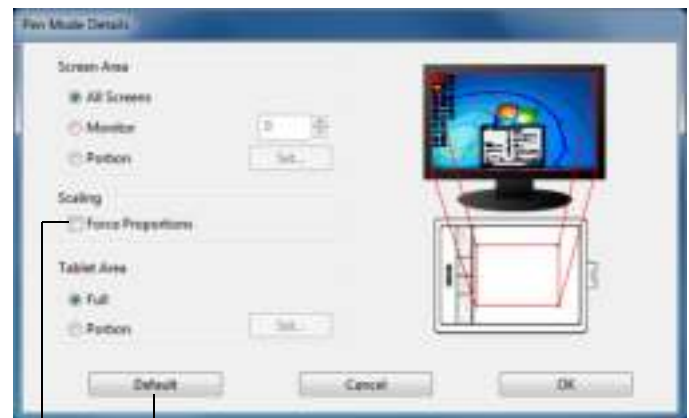 Pen Mode Details
Screen Area
All Screens
Monitor
Portion
Set...
Scaling
Force Proportions
Tablet Area
Full
Portion
Set...
Default
Cancel
OK